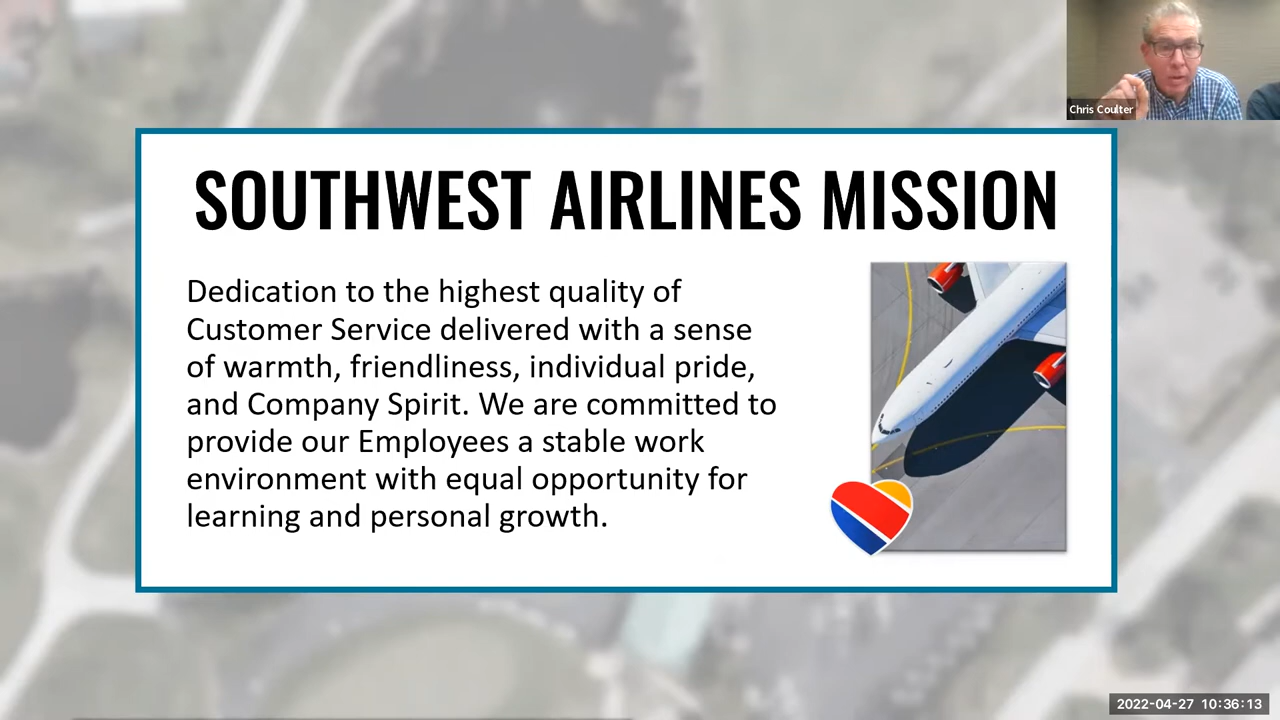 Chris Coulter
SOUTHWEST AIRLINES MISSION
Dedication to the highest quality of
Customer Service delivered with a sense
of warmth, friendliness, individual pride,
and Company Spirit. We are committed to
provide our Employees a stable work
environment with equal opportunity for
learning and personal growth.
2022-04-27 10:36:13